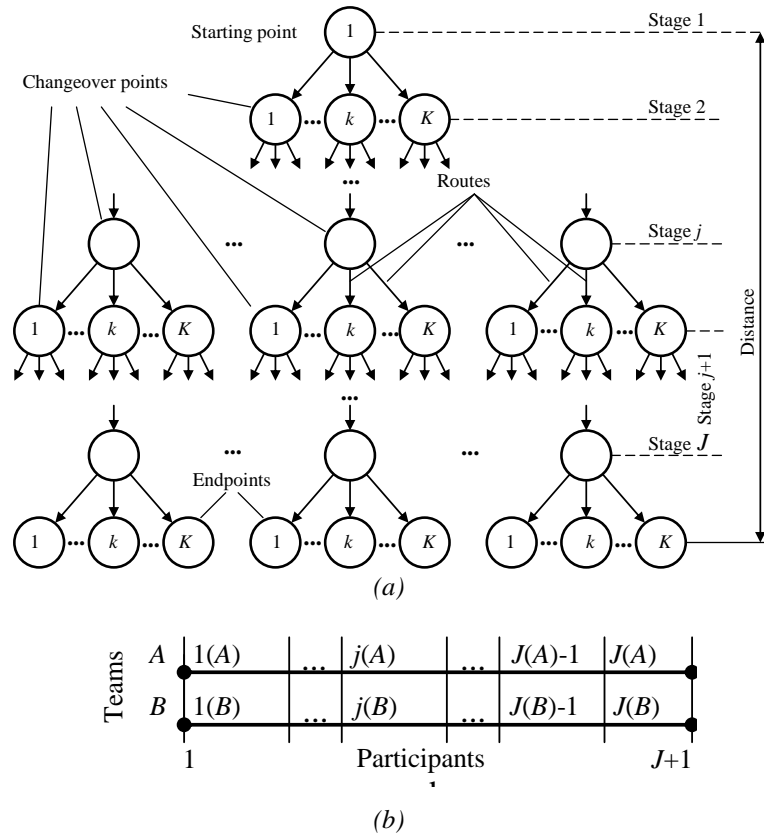 Starting point 1 Stage 1
Changeover points
1 ... k ... K Stage 2
...
Routes
... ... Stage j
1 ... k ... K 1 ... k ... K 1 ... k ... K
Distance
Stage j+1
...
... ... Stage J
Endpoints
1 ... k ... K 1 ... k ... K 1 ... k ... K
(a)
Teams
A 1(A) ... j(A) ... J(A)-1 J(A)
B 1(B) ... j(B) ... J(B)-1 J(B)
1 Participants J+1
(b)